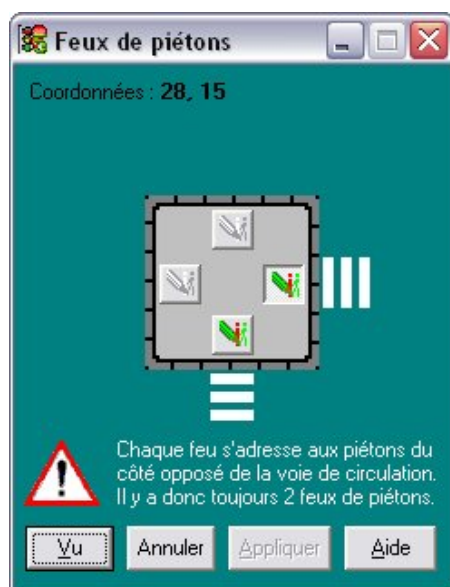 Feux de piétons
Coordonnées : 28, 15
Chaque feu s'adresse aux piétons du
côté opposé de la voie de circulation.
Il y a donc toujours 2 feux de piétons.
Vu
Annuler
Appliquer
Aide